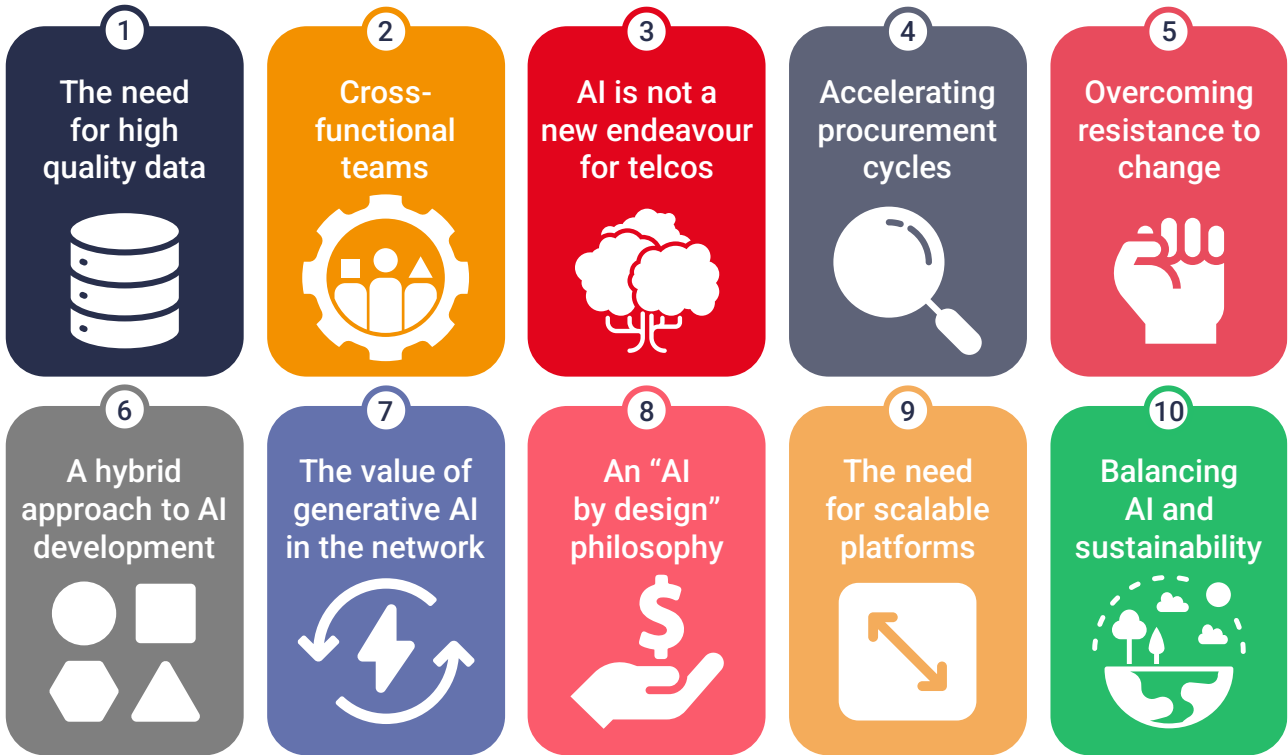 1
The need
for high
quality data
2
Cross-
functional
teams
3
AI is not a
new endeavour
for telcos
4
Accelerating
procurement
cycles
5
Overcoming
resistance to
change
6
A hybrid
approach to AI
development
7
The value of
generative AI
in the network
8
An “AI
by design”
philosophy
$
9
The need
for scalable
platforms
10
Balancing
AI and
sustainability